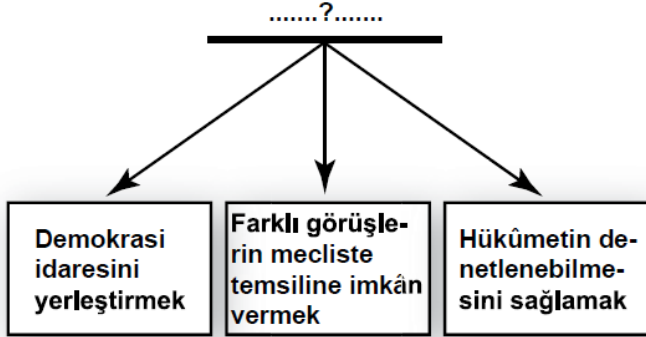 .......?.......
Demokrasi
idaresini
yerleştirmek
Farklı görüşle-
rin mecliste
temsiline imkân
vermek
Hükûmetin de-
netlenebilme-
sini sağlamak